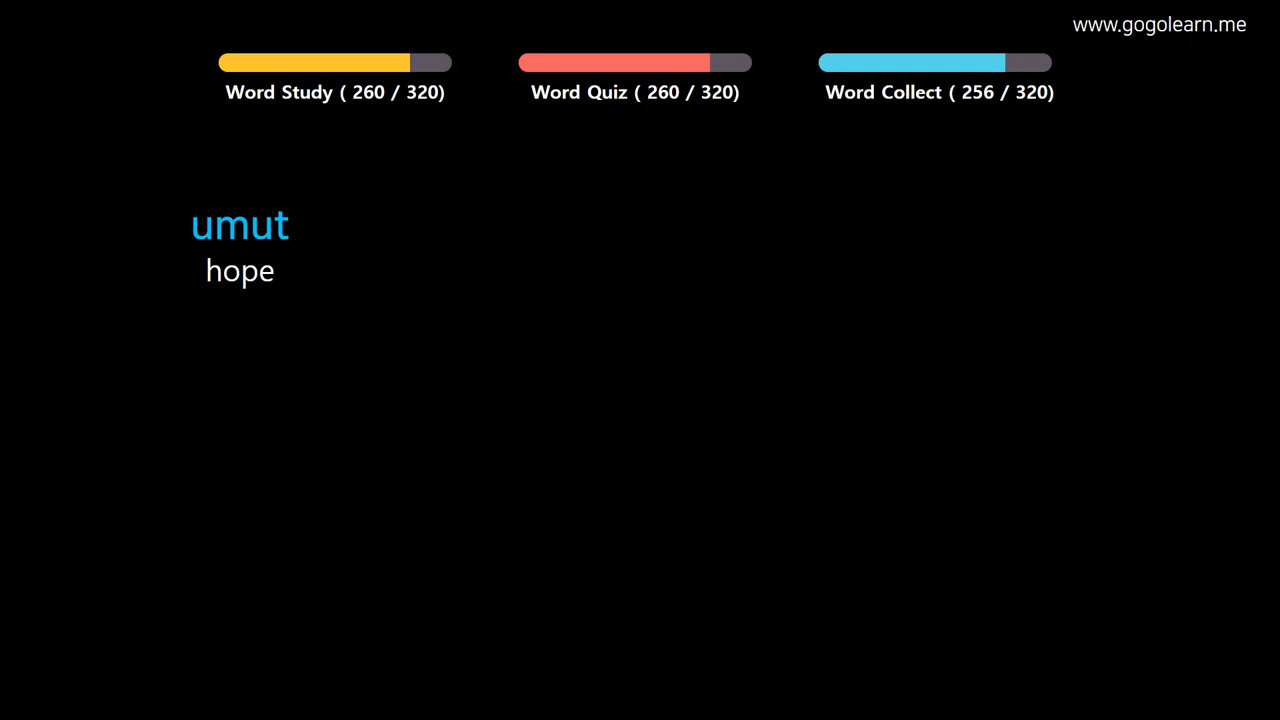 www.gogolearn.me
Word Study ( 260 / 320)
Word Quiz ( 260 / 320)
Word Collect ( 256 / 320)
umut
hope